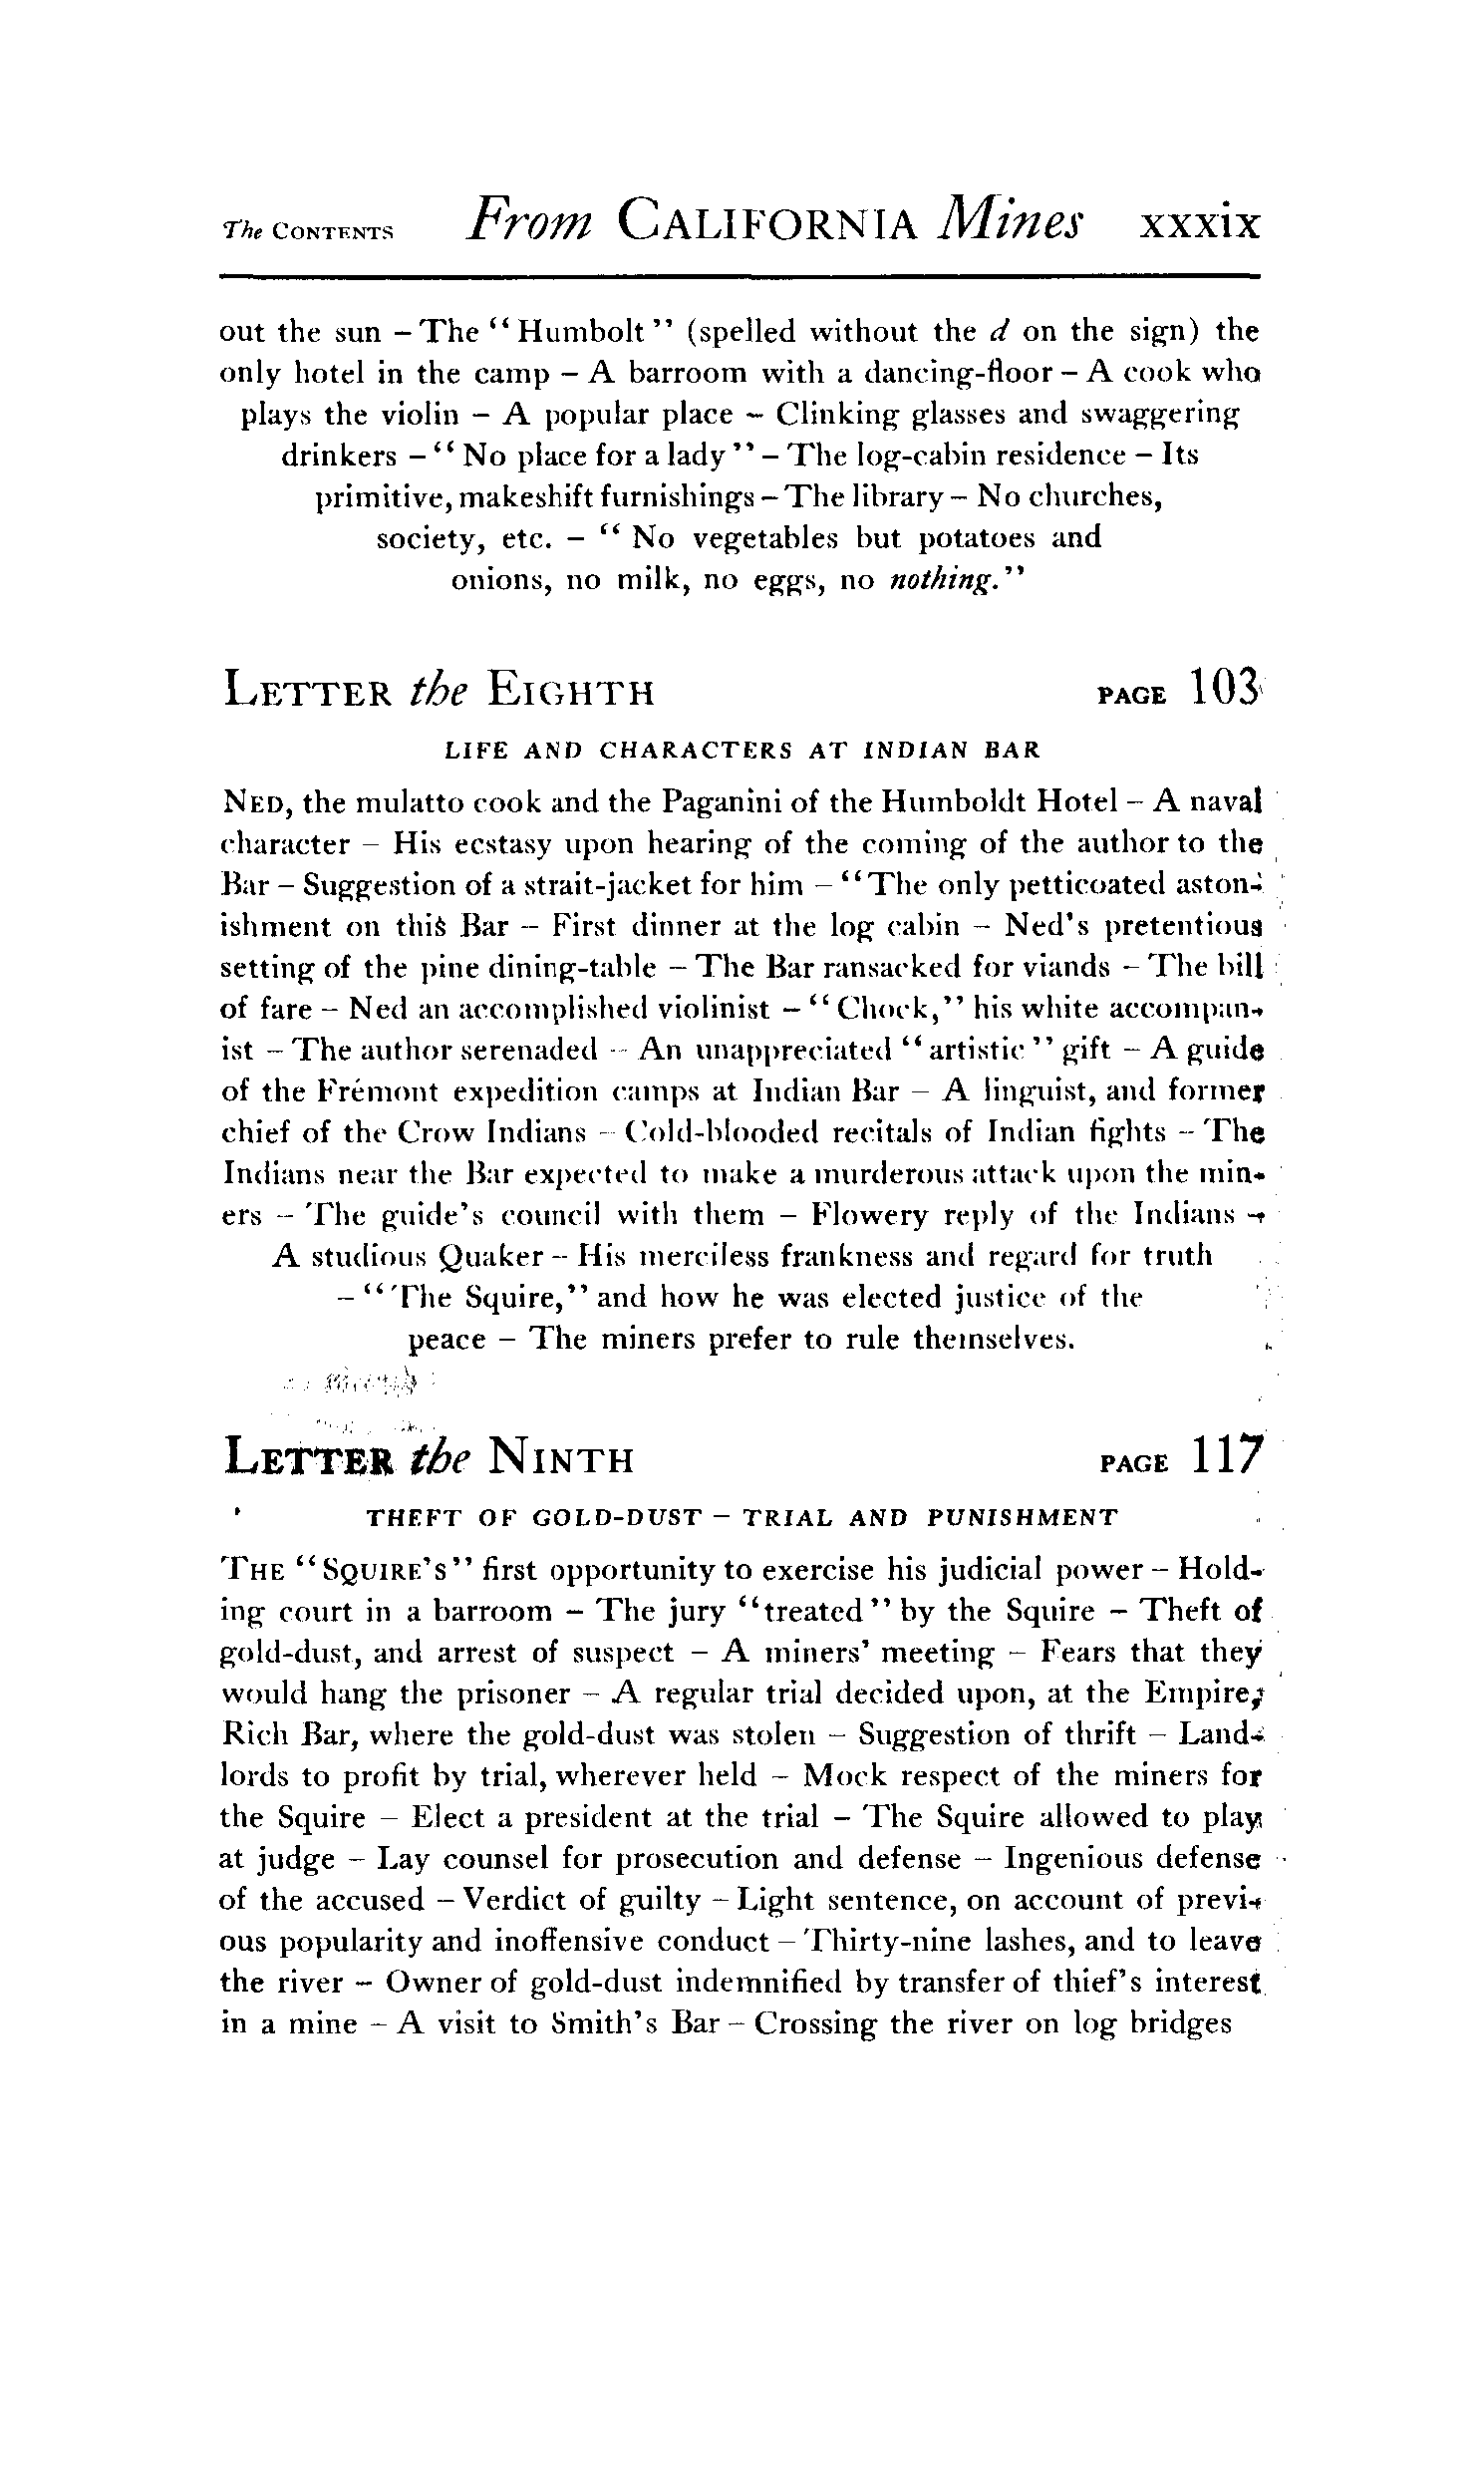 The CONTENTS From CALIFORNIA Mines xxxix
out the sun – The “Humbolt” (spelled without the d on the sign) the
only hotel in the camp – A barroom with a dancing-floor – A cook who
plays the violin – A popular place – Clinking glasses and swaggering
drinkers – “No place for a lady” – The log-cabin residence – Its
primitive, makeshift furnishings – The library – No churches,
society, etc. – “No vegetables but potatoes and
onions, no milk, no eggs, no nothing.”
LETTER the EIGHTH PAGE 103
LIFE AND CHARACTERS AT INDIAN BAR
NED, the mulatto cook and the Paganini of the Humboldt Hotel – A naval
character – His ecstasy upon hearing of the coming of the author to the
Bar – Suggestion of a strait-jacket for him – “The only petticoated aston-
ishment on this Bar – First dinner at the log cabin – Ned’s pretentious
setting of the pine dining-table – The Bar ransacked for viands – The bill
of fare – Ned an accomplished violinist – “Chock,” his white accompan-
ist – The author serenaded – An unappreciated “artistic” gift – A guide
of the Frémont expedition camps at Indian Bar – A linguist, and former
chief of the Crow Indians – Cold-blooded recitals of Indian fights – The
Indians near the Bar expected to make a murderous attack upon the min-
ers – The guide’s council with them – Flowery reply of the Indians –
A studious Quaker – His merciless frankness and regard for truth
– “The Squire,” and how he was elected justice of the
peace – The miners prefer to rule themselves.
LETTER the NINTH PAGE 117
THEFT OF GOLD-DUST – TRIAL AND PUNISHMENT
THE “SQUIRE’S” first opportunity to exercise his judicial power – Hold-
ing court in a barroom – The jury “treated” by the Squire – Theft of
gold-dust, and arrest of suspect – A miners’ meeting – Fears that they
would hang the prisoner – A regular trial decided upon, at the Empire,
Rich Bar, where the gold-dust was stolen – Suggestion of thrift – Land-
lords to profit by trial, wherever held – Mock respect of the miners for
the Squire – Elect a president at the trial – The Squire allowed to play
at judge – Lay counsel for prosecution and defense – Ingenious defense
of the accused – Verdict of guilty – Light sentence, on account of previ-
ous popularity and inoffensive conduct – Thirty-nine lashes, and to leave
the river – Owner of gold-dust indemnified by transfer of thief’s interest
in a mine – A visit to Smith’s Bar – Crossing the river on log bridges